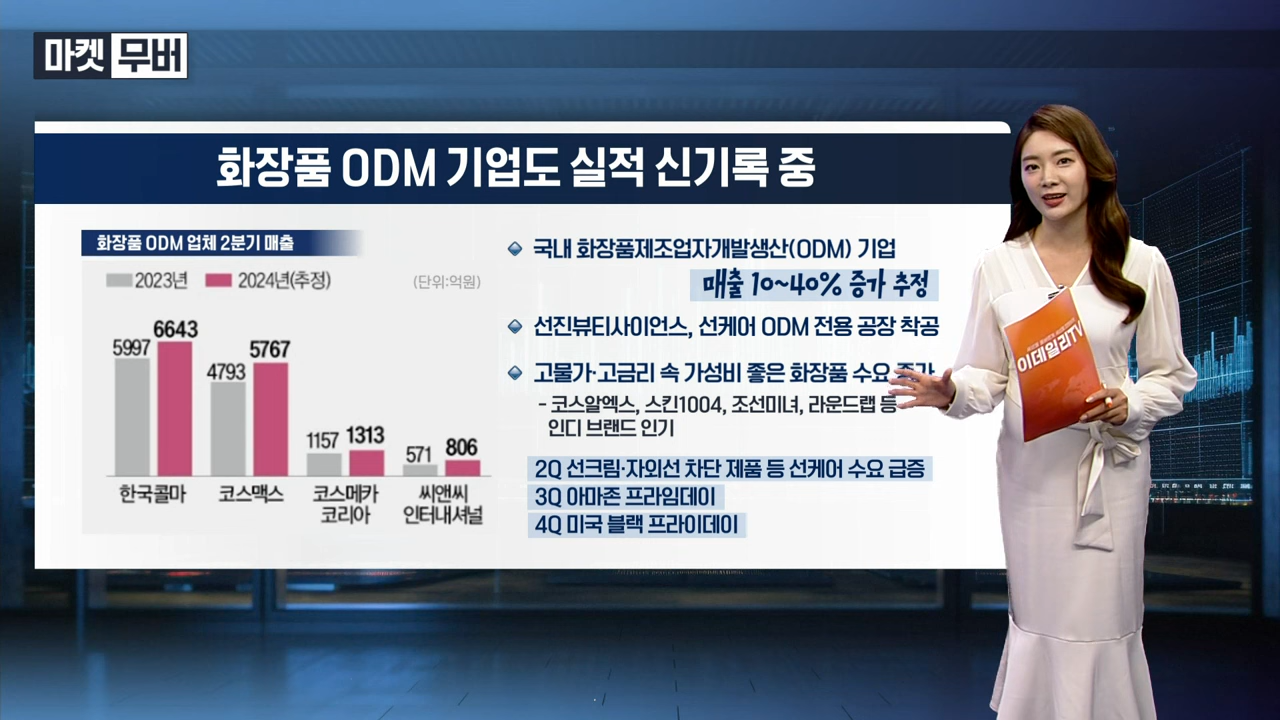 마켓 무버
화장품 ODM 기업도 실적 신기록 중
화장품 ODM 업체 2분기 매출
2023년 2024년(추정) (단위:억원)
5997 6643
4793 5767
1157 1313
571 806
한국콜마
코스맥스
코스메카
코리아
씨앤씨
인터내셔널
국내 화장품제조업자개발생산(ODM) 기업
매출 10~40% 증가 추정
선진뷰티사이언스, 선케어 ODM 전용 공장 착공
고물가·고금리 속 가성비 좋은 화장품 수요
- 코스알엑스, 스킨1004, 조선미녀, 라운드랩 등
인디 브랜드 인기
2Q 선크림·자외선 차단 제품 등 선케어 수요 급증
3Q 아마존 프라임데이
4Q 미국 블랙 프라이데이
이데일리TV